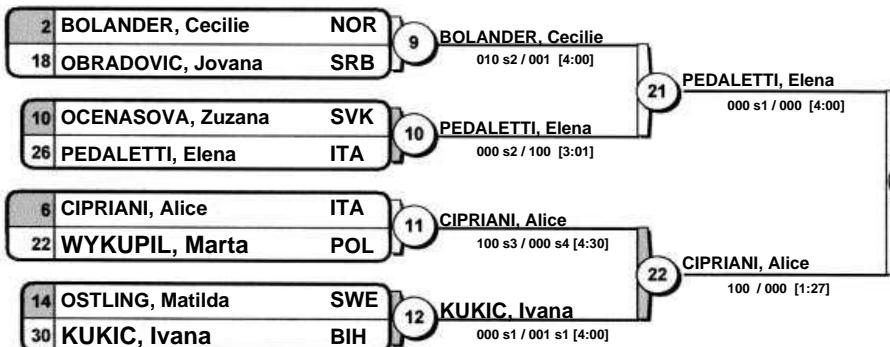 2 BOLANDER, Cecilie NOR
18 OBRADOVIC, Jovana SRB
9
BOLANDER, Cecilie
010 s2 / 001 [4:00]
10 OCENASOVA, Zuzana SVK
26 PEDALETTI, Elena ITA
10
PEDALETTI, Elena
000 s2 / 100 [3:01]
21
PEDALETTI, Elena
000 s1 / 000 [4:00]
6 CIPRIANI, Alice ITA
22 WYKUPIL, Marta POL
11
CIPRIANI, Alice
100 s3 / 000 s4 [4:30]
14 OSTLING, Matilda SWE
30 KUKIC, Ivana BIH
12
KUKIC, Ivana
000 s1 / 001 s1 [4:00]
22
CIPRIANI, Alice
100 / 000 [1:27]